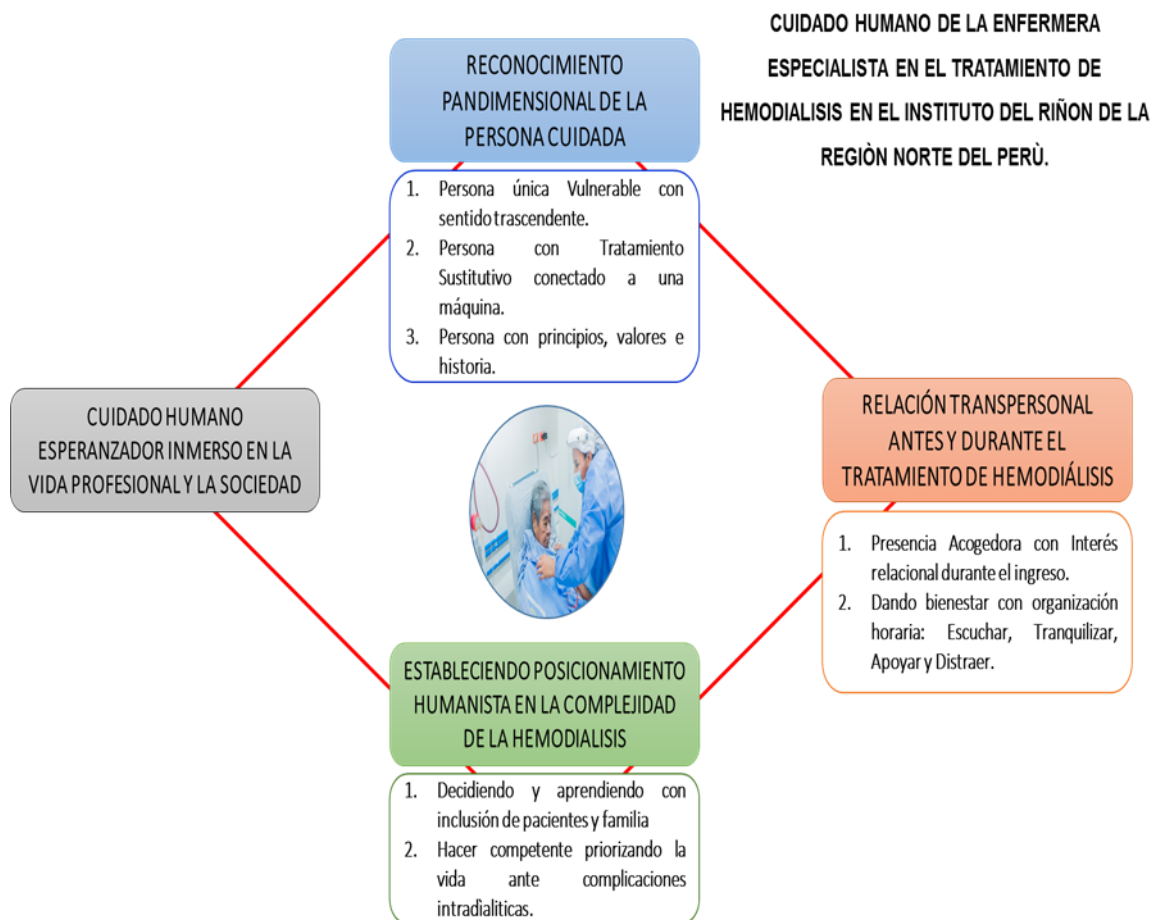 CUIDADO HUMANO DE LA ENFERMERA
ESPECIALISTA EN EL TRATAMIENTO DE
HEMODIALISIS EN EL INSTITUTO DEL RIÑON DE LA
REGIÒN NORTE DEL PERÙ.
RECONOCIMIENTO
PANDIMENSIONAL DE LA
PERSONA CUIDADA
1. Persona única Vulnerable con
sentido trascendente.
2. Persona con Tratamiento
Sustitutivo conectado a una
máquina.
3. Persona con principios, valores e
historia.
CUIDADO HUMANO
ESPERANZADOR INMERSO EN LA
VIDA PROFESIONAL Y LA SOCIEDAD
RELACIÓN TRANSPERSONAL
ANTES Y DURANTE EL
TRATAMIENTO DE HEMODIÁLISIS
1. Presencia Acogedora con Interés
relacional durante el ingreso.
2. Dando bienestar con organización
horaria: Escuchar, Tranquilizar,
Apoyar y Distraer.
ESTABLECIENDO POSICIONAMIENTO
HUMANISTA EN LA COMPLEJIDAD
DE LA HEMODIALISIS
1. Decidiendo y aprendiendo con
inclusión de pacientes y familia
2. Hacer competente priorizando la
vida ante complicaciones
intradìaliticas.